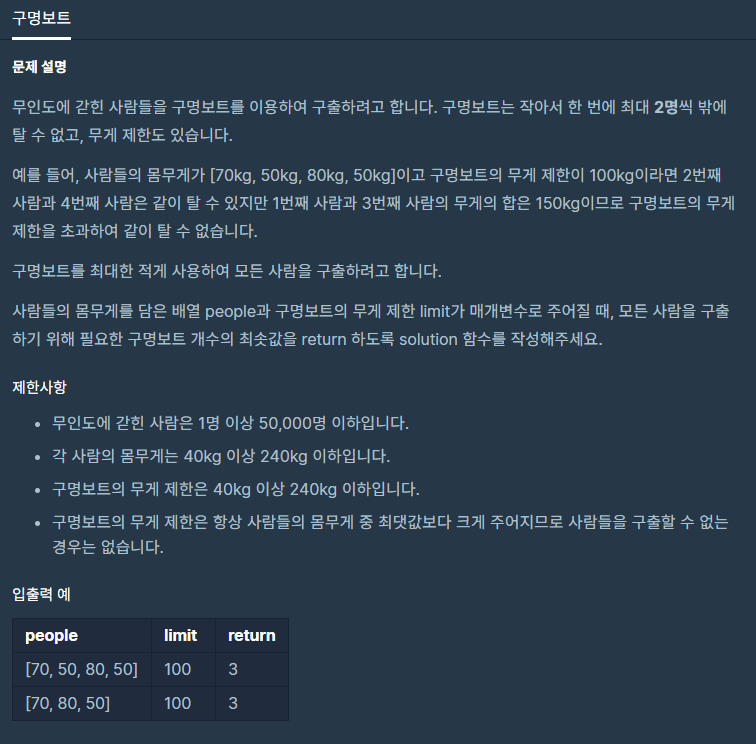 구명보트
문제 설명
무인도에 갇힌 사람들을 구명보트를 이용하여 구출하려고 합니다. 구명보트는 작아서 한 번에 최대 2명씩 밖에
탈 수 없고, 무게 제한도 있습니다.
예를 들어, 사람들의 몸무게가 [70kg, 50kg, 80kg, 50kg]이고 구명보트의 무게 제한이 100kg이라면 2번째
사람과 4번째 사람은 같이 탈 수 있지만 1번째 사람과 3번째 사람의 무게의 합은 150kg이므로 구명보트의 무게
제한을 초과하여 같이 탈 수 없습니다.
구명보트를 최대한 적게 사용하여 모든 사람을 구출하려고 합니다.
사람들의 몸무게를 담은 배열 people과 구명보트의 무게 제한 limit가 매개변수로 주어질 때, 모든 사람을 구출
하기 위해 필요한 구명보트 개수의 최솟값을 return 하도록 solution 함수를 작성해주세요.
제한사항
• 무인도에 갇힌 사람은 1명 이상 50,000명 이하입니다.
• 각 사람의 몸무게는 40kg 이상 240kg 이하입니다.
• 구명보트의 무게 제한은 40kg 이상 240kg 이하입니다.
• 구명보트의 무게 제한은 항상 사람들의 몸무게 중 최댓값보다 크게 주어지므로 사람들을 구출할 수 없는
경우는 없습니다.
입출력 예
people limit return
[70, 50, 80, 50] 100 3
[70, 80, 50] 100 3